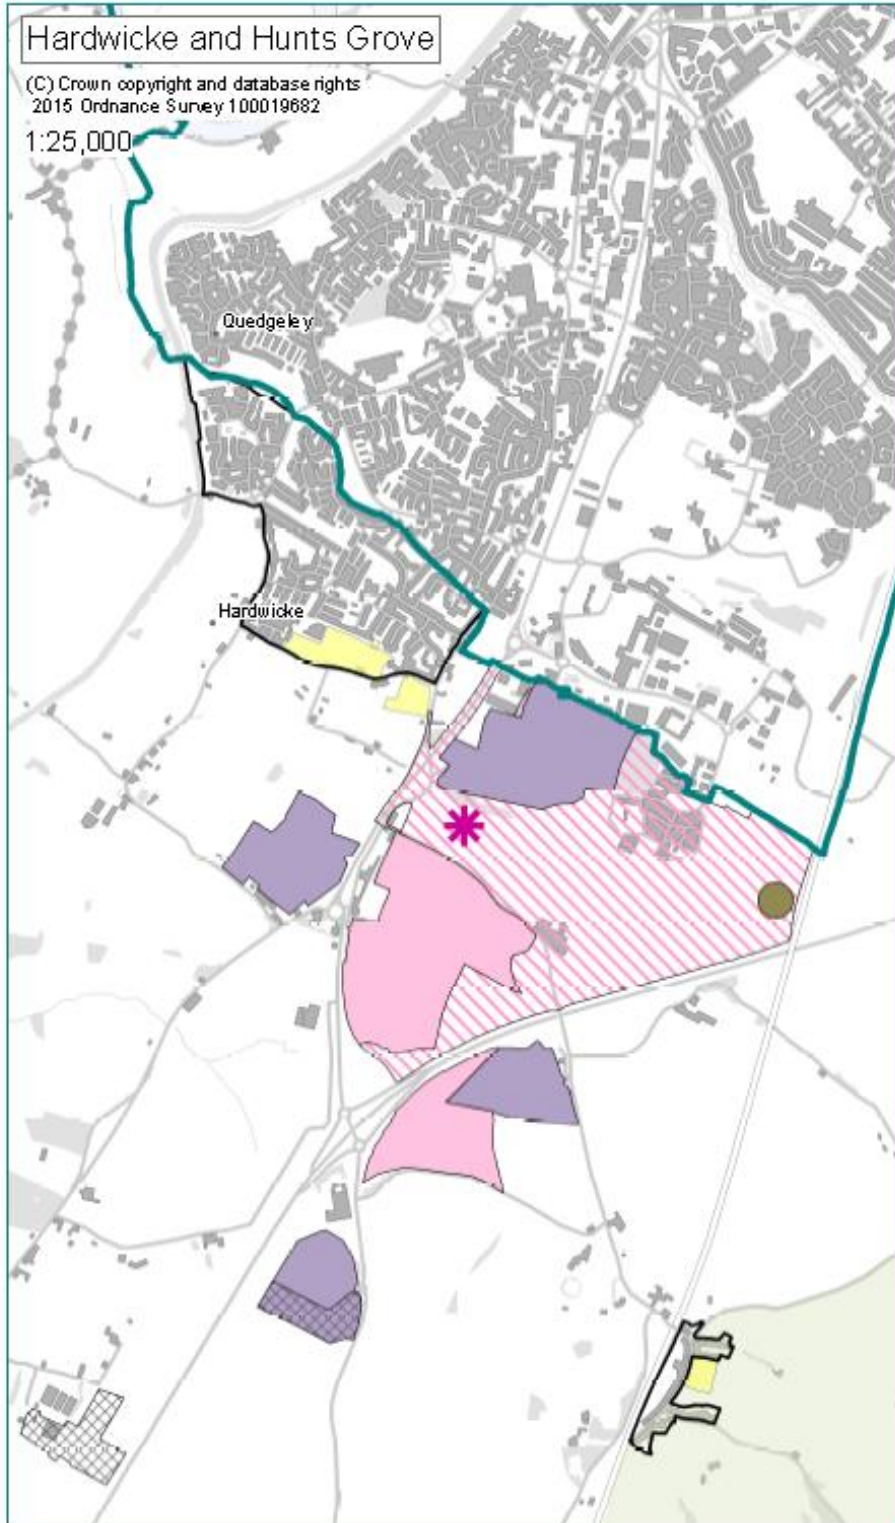 Hardwicke and Hunts Grove
(C) Crown copyright and database rights
2015 Ordnance Survey 100019682
1:25,000
Quedgeley
Hardwicke